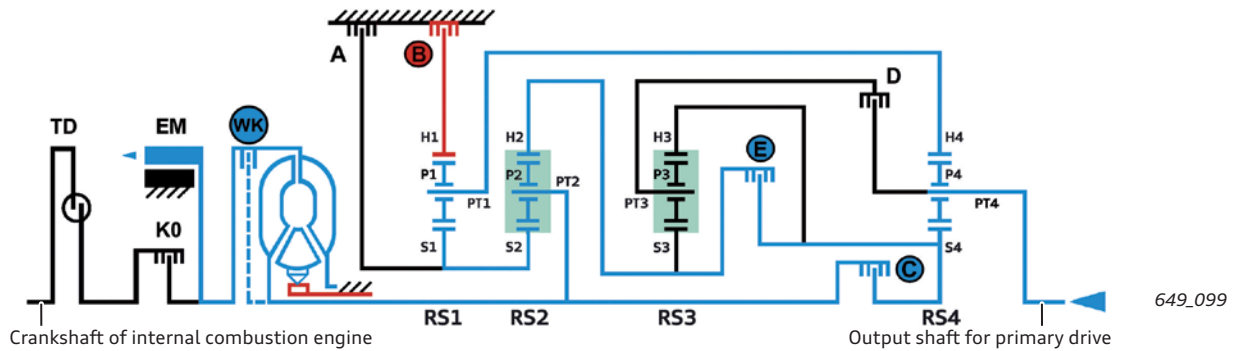 A
B
D
TD
EM
WK
H1
H2
H3
H4
E
P1
P2
PT2
P3
P4
PT1
PT3
PT4
K0
S1
S2
S3
S4
C
649_099
RS1
RS2
RS3
RS4
Crankshaft of internal combustion engine
Output shaft for primary drive